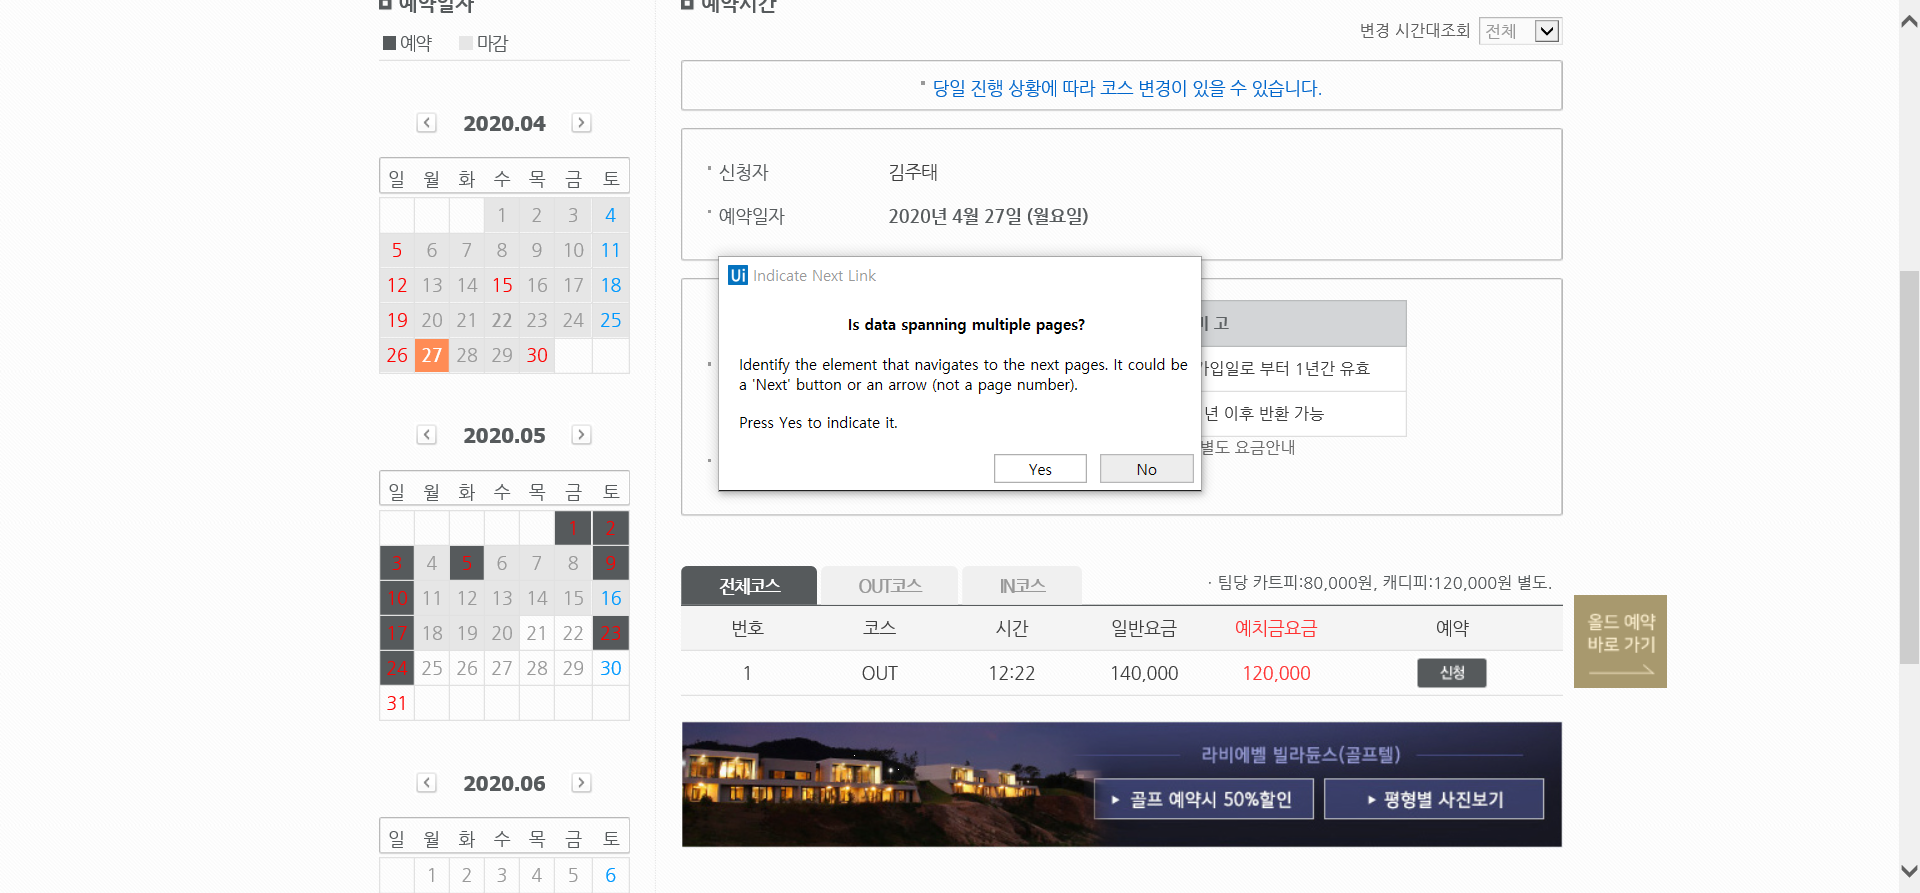 예약일자
예약 마감
2020.04
일 월 화 수 목 금 토
1 2 3 4
5 6 7 8 9 10 11
12 13 14 15 16 17 18
19 20 21 22 23 24 25
26 27 28 29 30
2020.05
일 월 화 수 목 금 토
1 2
3 4 5 6 7 8 9
10 11 12 13 14 15 16
17 18 19 20 21 22 23
24 25 26 27 28 29 30
31
2020.06
일 월 화 수 목 금 토
1 2 3 4 5 6
예약시간
변경 시간대조회 전체
당일 진행 상황에 따라 코스 변경이 있을 수 있습니다.
신청자 김주태
예약일자 2020년 4월 27일 (월요일)
Ui Indicate Next Link
Is data spanning multiple pages?
Identify the element that navigates to the next pages. It could be
a 'Next' button or an arrow (not a page number).
Press Yes to indicate it.
Yes No
고
입일로 부터 1년간 유효
년 이후 반환 가능
별도 요금안내
전체코스 OUT코스 IN코스
· 팀당 카트피:80,000원, 캐디피:120,000원 별도.
번호 코스 시간 일반요금 예치금요금 예약
1 OUT 12:22 140,000 120,000 신청
올드 예약
바로 가기
라비에벨 빌라듄스(골프텔)
골프 예약시 50%할인 평형별 사진보기